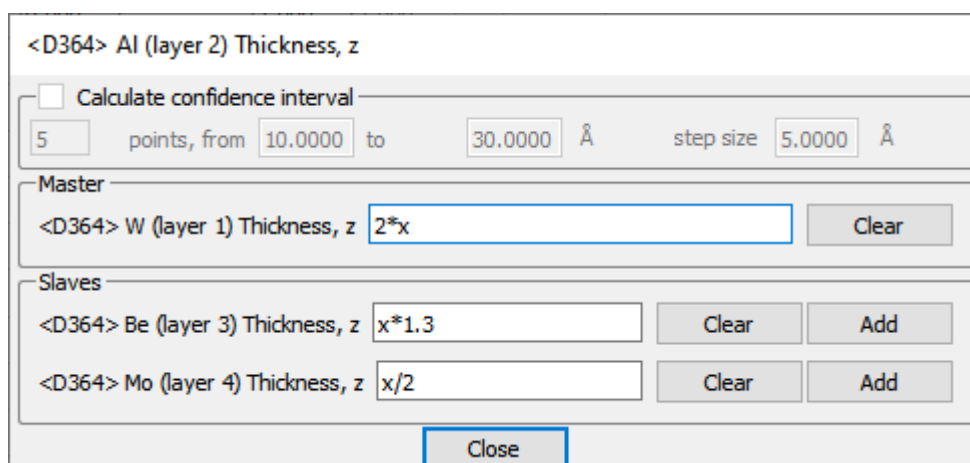 <D364> Al (layer 2) Thickness, z
Calculate confidence interval
5 points, from 10.0000 to 30.0000 Å step size 5.0000 Å
Master
<D364> W (layer 1) Thickness, z 2*x Clear
Slaves
<D364> Be (layer 3) Thickness, z x*1.3 Clear Add
<D364> Mo (layer 4) Thickness, z x/2 Clear Add
Close